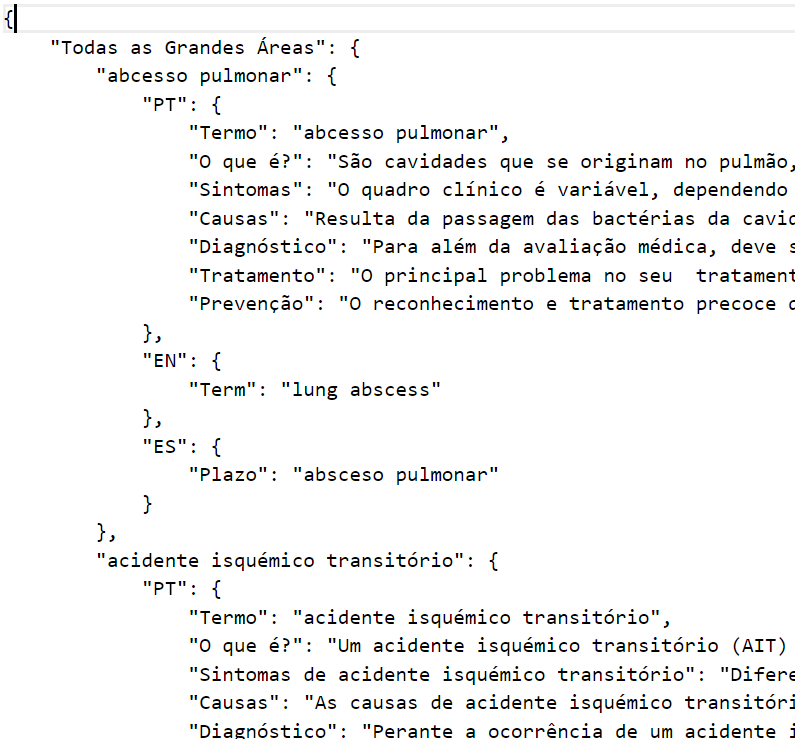 {
"Todas as Grandes Áreas": {
"abcesso pulmonar": {
"PT": {
"Termo": "abcesso pulmonar",
"O que é?": "São cavidades que se originam no pulmão,
"Sintomas": "O quadro clínico é variável, dependendo
"Causas": "Resulta da passagem das bactérias da
"Diagnóstico": "Para além da avaliação médica, deve
"Tratamento": "O principal problema no seu  tratament
"Prevenção": "O reconhecimento e tratamento precoce
},
"EN": {
"Term": "lung abscess"
},
"ES": {
"Plazo": "absceso pulmonar"
}
},
"acidente isquémico transitório": {
"PT": {
"Termo": "acidente isquémico transitório",
"O que é?": "Um acidente isquémico transitório (AIT)
"Sintomas de acidente isquémico transitório": "Difere
"Causas": "As causas de acidente isquémico transitóri
"Diagnóstico": "Perante a ocorrência de um acidente i